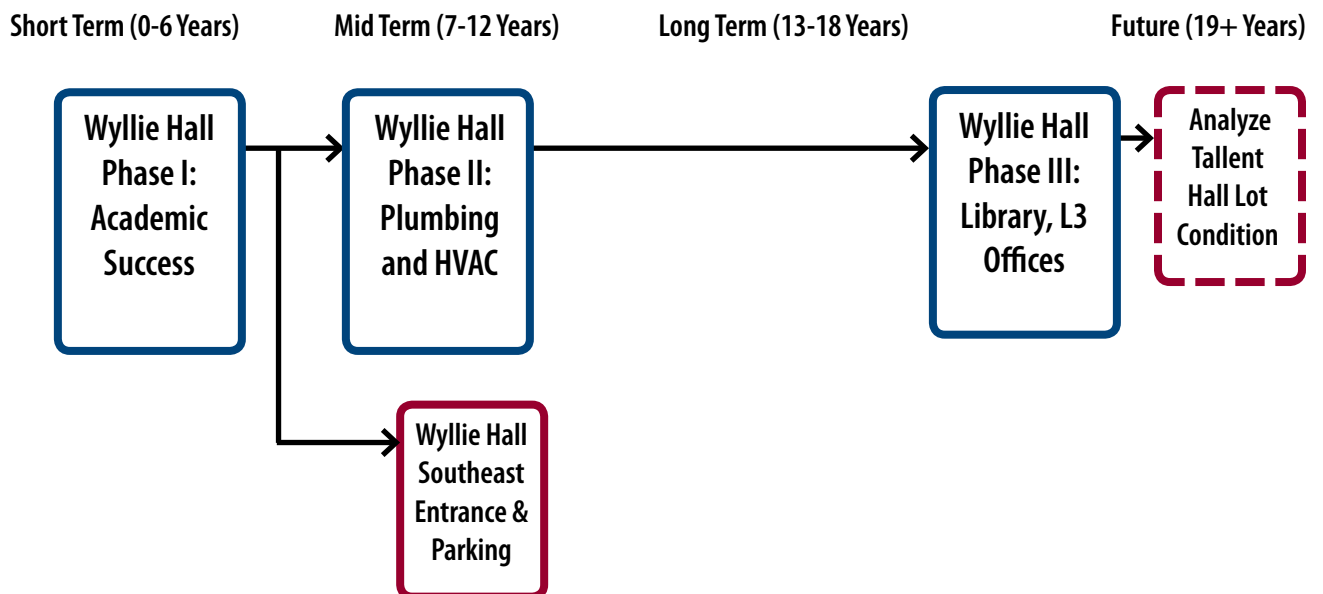 Short Term (0-6 Years)
Mid Term (7-12 Years)
Long Term (13-18 Years)
Future (19+ Years)
Wyllie Hall
Phase I:
Academic
Success
Wyllie Hall
Phase II:
Plumbing
and HVAC
Wyllie Hall
Phase III:
Library, L3
Offices
Analyze
Tallent
Hall Lot
Condition
Wyllie Hall
Southeast
Entrance &
Parking